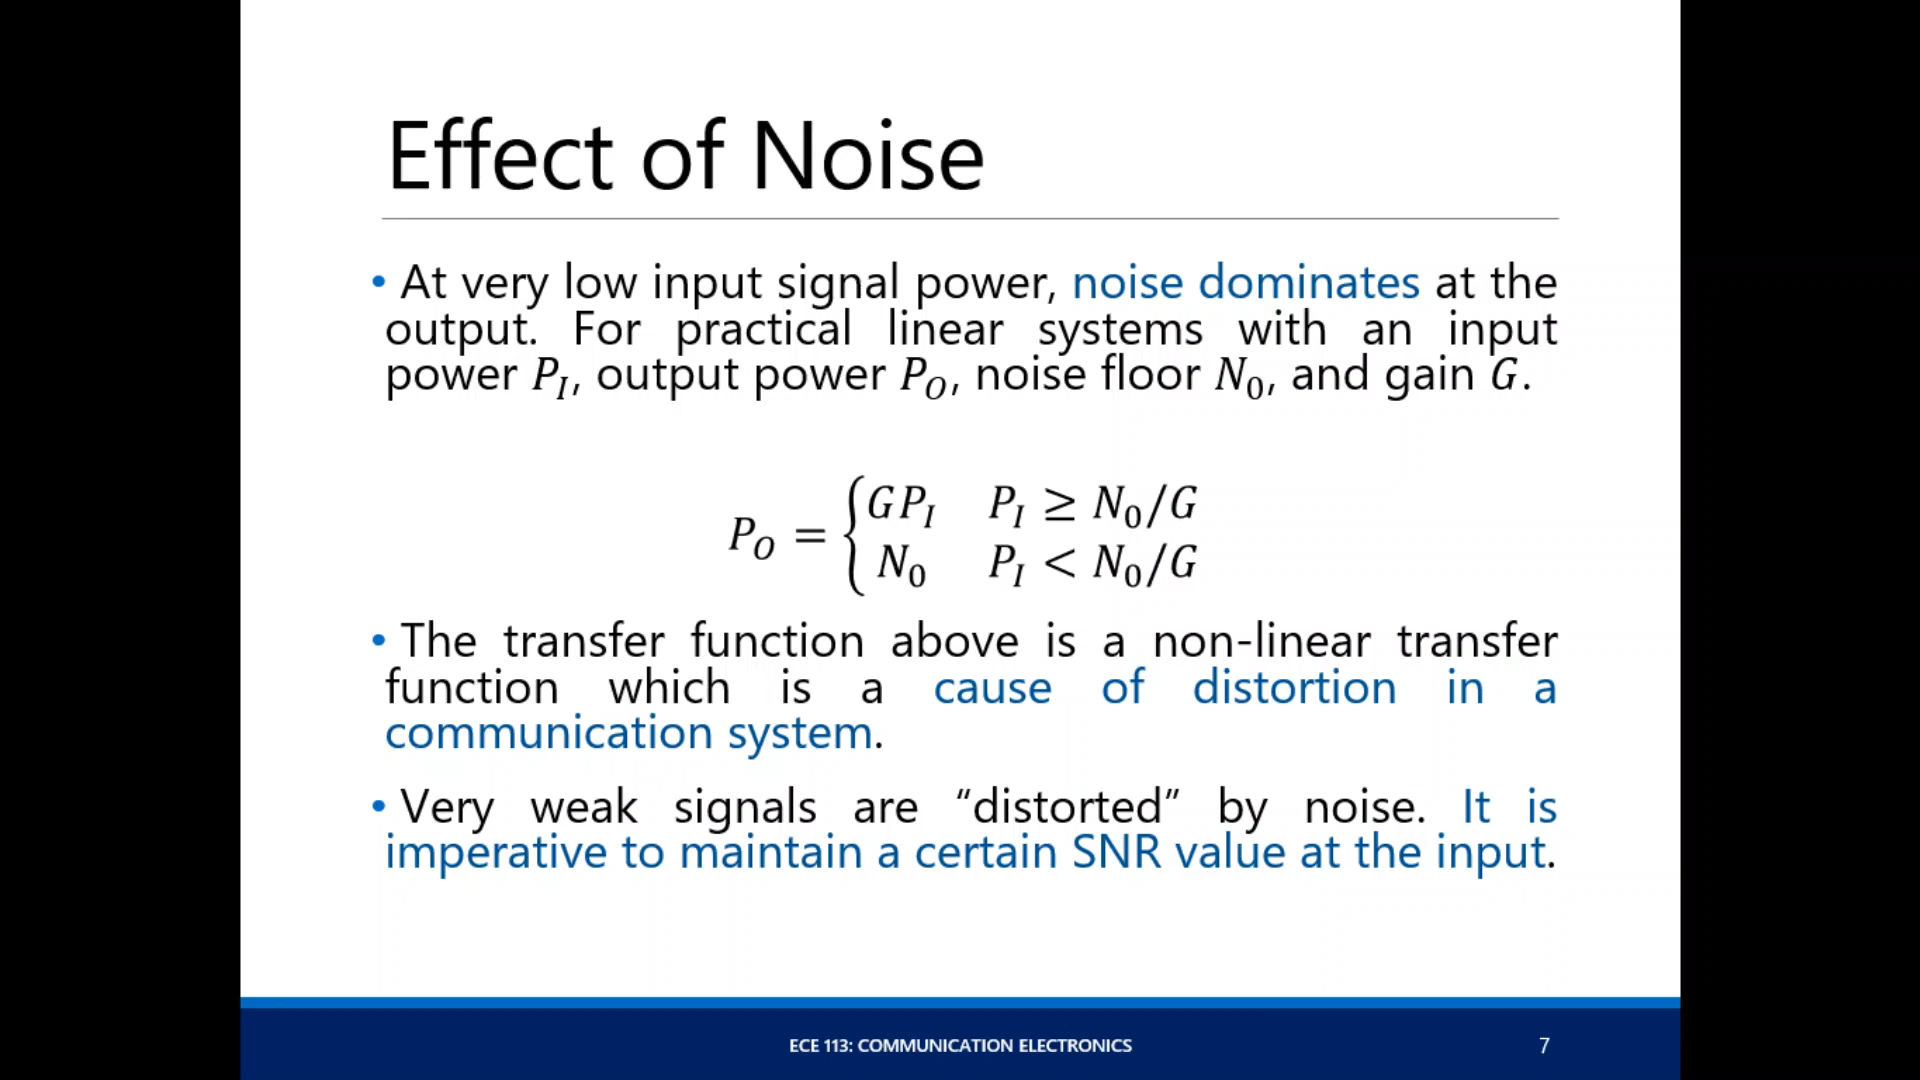 Effect of Noise
• At very low input signal power, noise dominates at the
output. For practical linear systems with an input
power P_I, output power P_O, noise floor N_0, and gain G.
P_O = { GP_I P_I ≥ N_0/G
N_0 P_I < N_0/G
• The transfer function above is a non-linear transfer
function which is a cause of distortion in a
communication system.
• Very weak signals are “distorted” by noise. It is
imperative to maintain a certain SNR value at the input.
ECE 113: COMMUNICATION ELECTRONICS
7